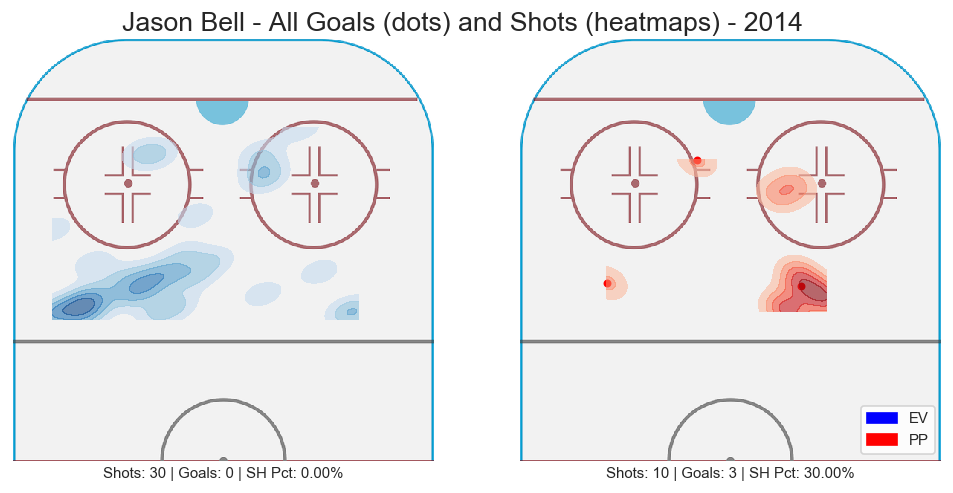 Jason Bell - All Goals (dots) and Shots (heatmaps) - 2014
EV
PP
Shots: 30 | Goals: 0 | SH Pct: 0.00%
Shots: 10 | Goals: 3 | SH Pct: 30.00%